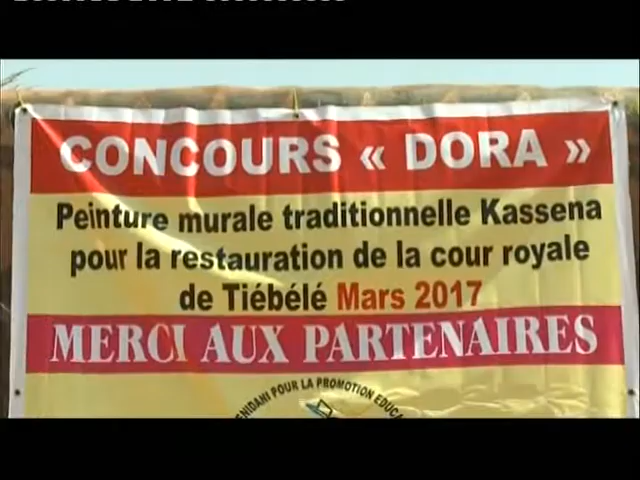 CONCOURS « DORA »
Peinture murale traditionnelle Kassena
pour la restauration de la cour royale
de Tiébélé Mars 2017
MERCI AUX PARTENAIRES
POUR LA PROMOTION